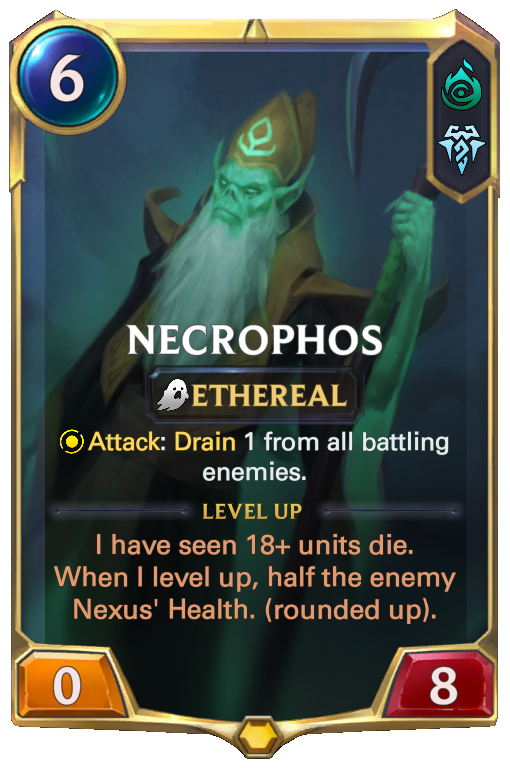 6
NECROPHOS
ETHEREAL
Attack: Drain 1 from all battling
enemies.
LEVEL UP
I have seen 18+ units die.
When I level up, half the enemy
Nexus' Health. (rounded up).
0
8